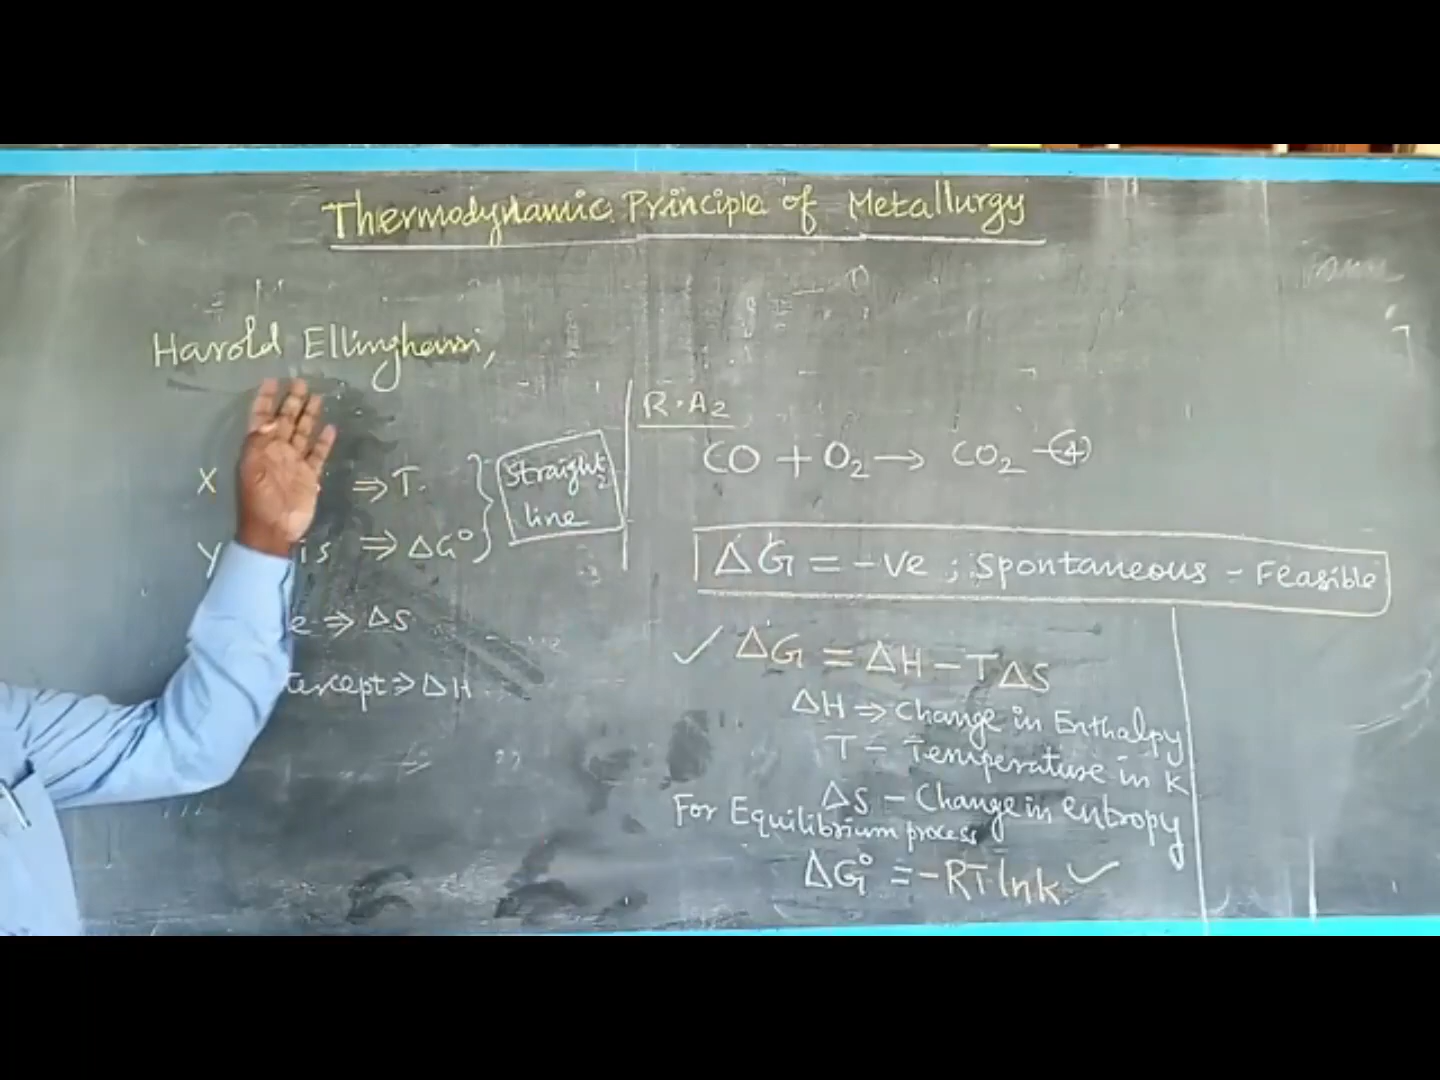 Thermodynamic Principle of Metallurgy
Harold Ellingham,
X ⇒ T.
y is ⇒ ΔG°
Straight
line
e ⇒ ΔS
tercept ⇒ ΔH
R.A2
CO + O₂ → CO₂ -④
ΔG = -ve ; Spontaneous - Feasible
✓ ΔG = ΔH - TΔS
ΔH ⇒ Change in Enthalpy
T - Temperature in K
ΔS - Change in entropy
For Equilibrium process
ΔG° = -RT.lnk. ✓